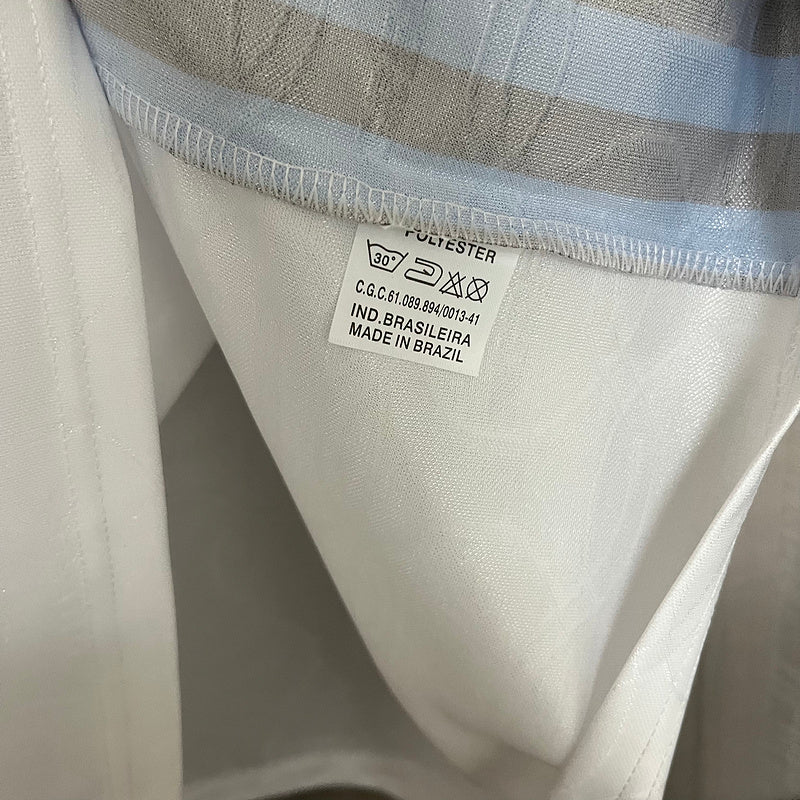 POLYESTER
30°
C.G.C.61.089.894/0013-41
IND.BRASILEIRA
MADE IN BRAZIL